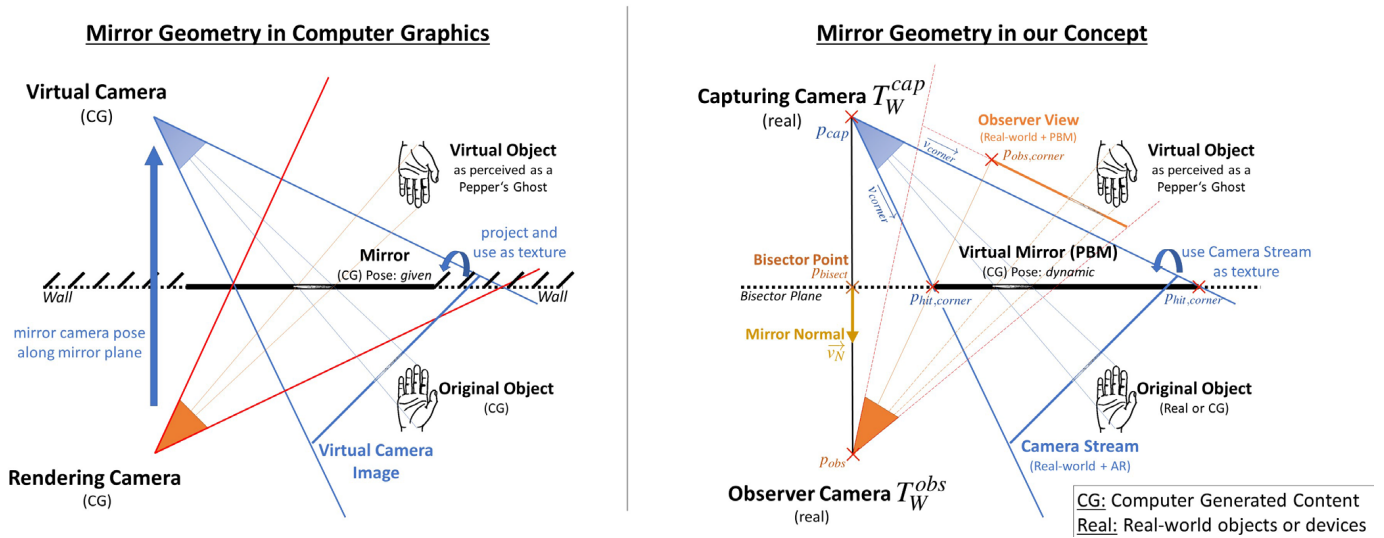 Mirror Geometry in Computer Graphics
Virtual Camera
(CG)
Virtual Object
as perceived as a
Pepper's Ghost
project and
use as texture
Mirror
(CG) Pose: given
Wall
Wall
mirror camera pose
along mirror plane
Original Object
(CG)
Virtual Camera
Image
Rendering Camera
(CG)
Mirror Geometry in our Concept
Capturing Camera T_W^cap
(real)
p_cap
v_corner
v_corner
Observer View
(Real-world + PBM)
p_obs,corner
Virtual Object
as perceived as a
Pepper's Ghost
Bisector Point
p_bisect
Virtual Mirror (PBM)
(CG) Pose: dynamic
use Camera Stream
as texture
Bisector Plane
p_hit,corner
p_hit,corner
Mirror Normal
v_N
Original Object
(Real or CG)
Camera Stream
(Real-world + AR)
p_obs
Observer Camera T_W^obs
(real)
CG: Computer Generated Content
Real: Real-world objects or devices